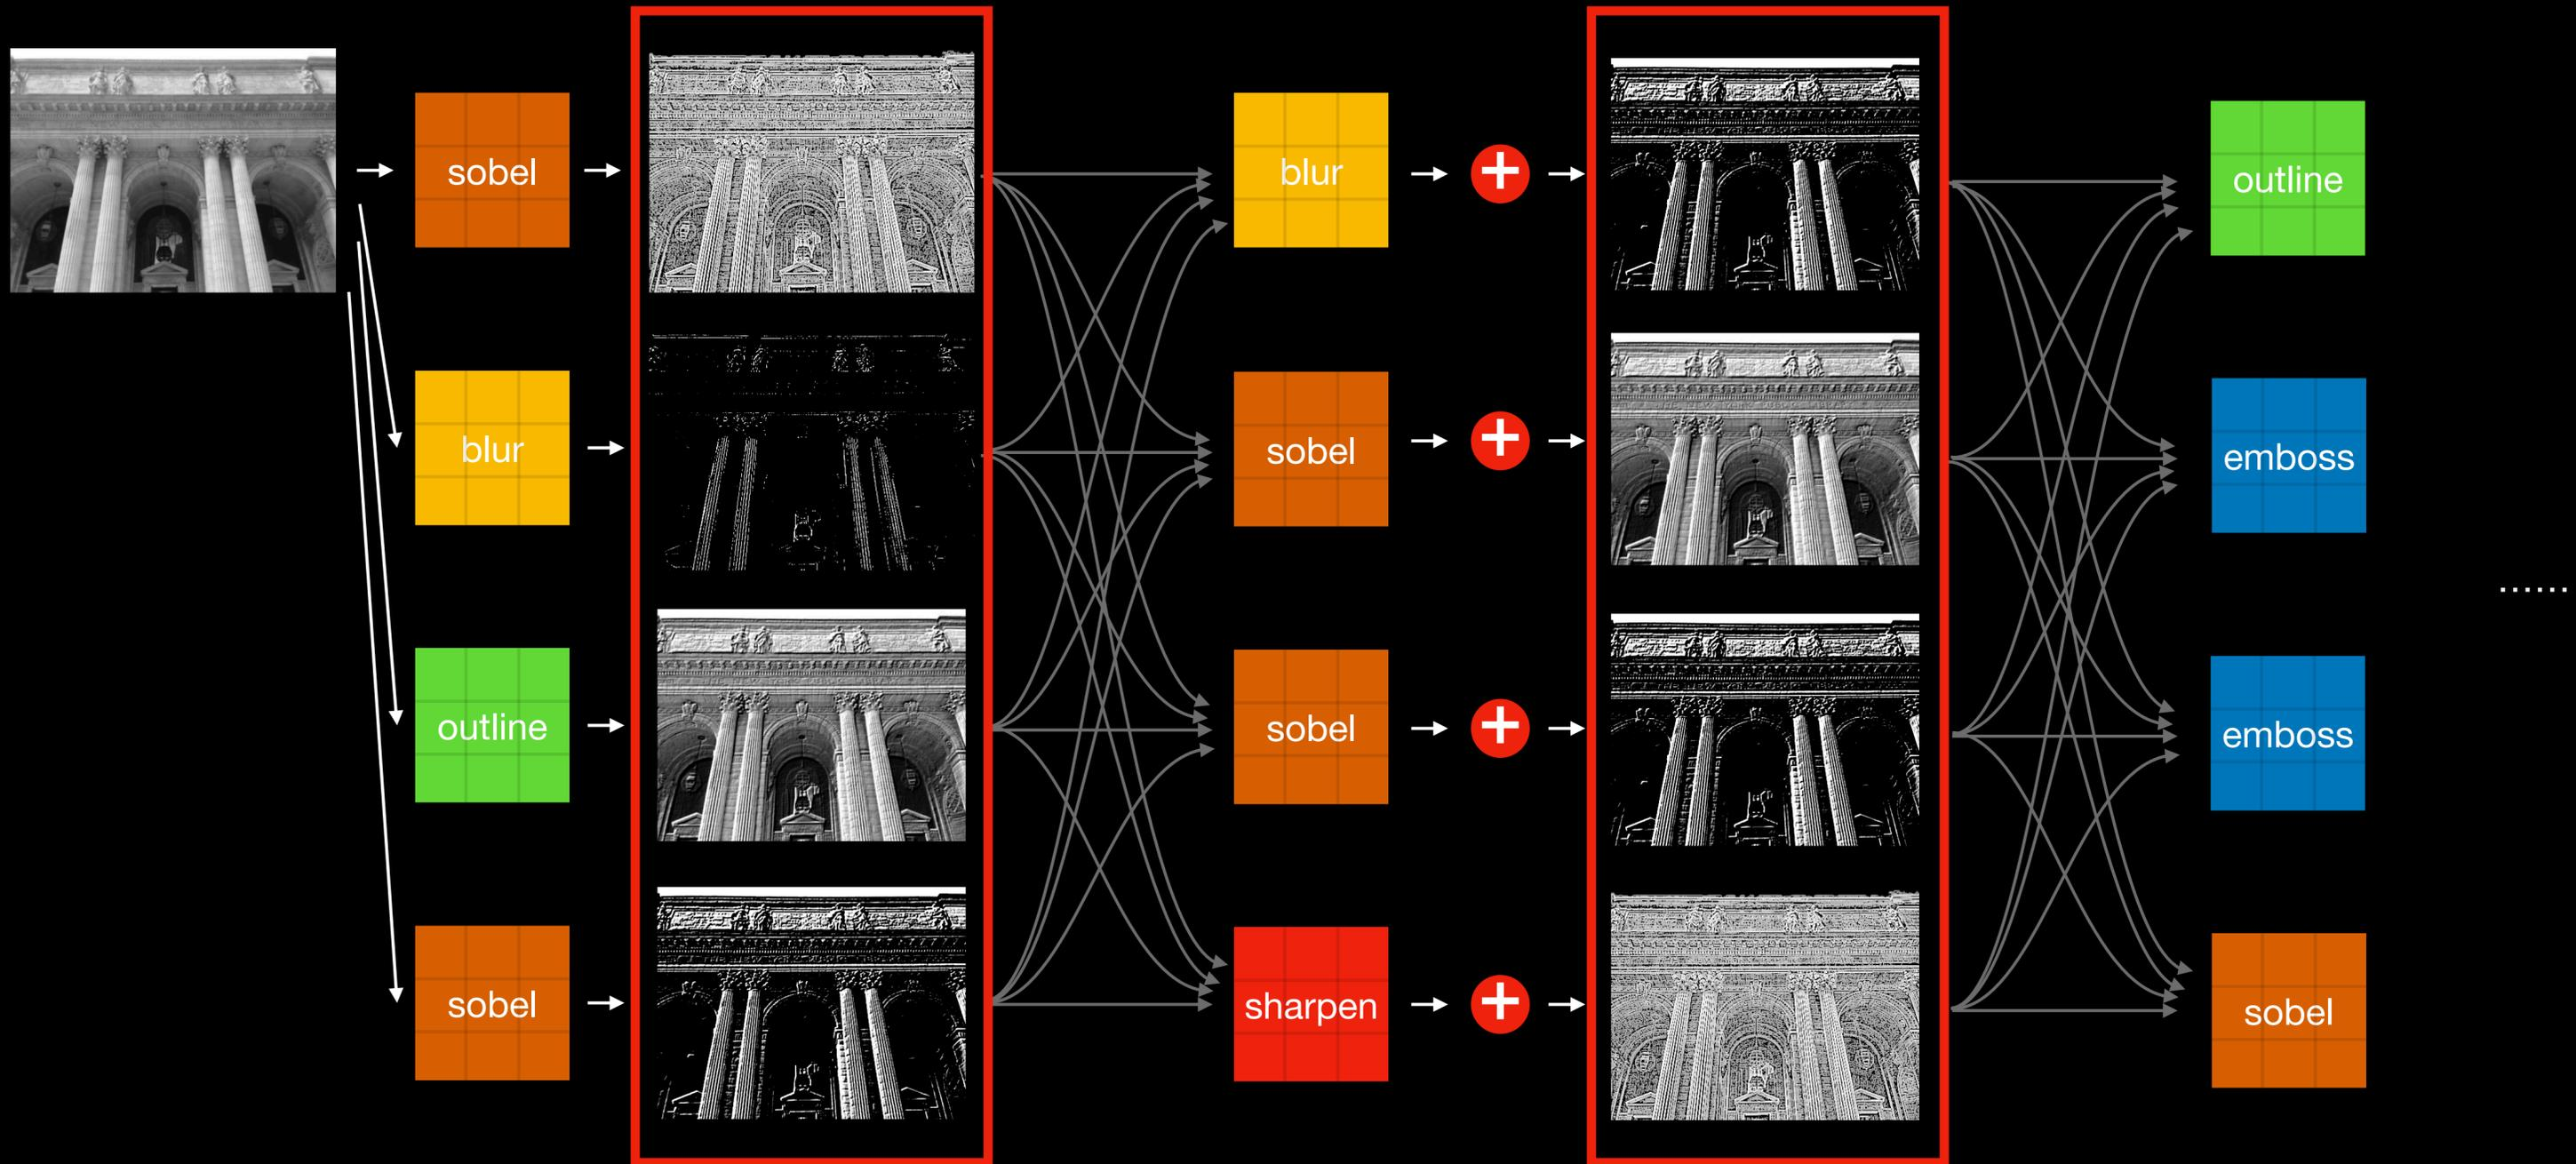 sobel
blur
outline
sobel
blur
+
sobel
+
sobel
+
sharpen
+
outline
emboss
emboss
sobel
......